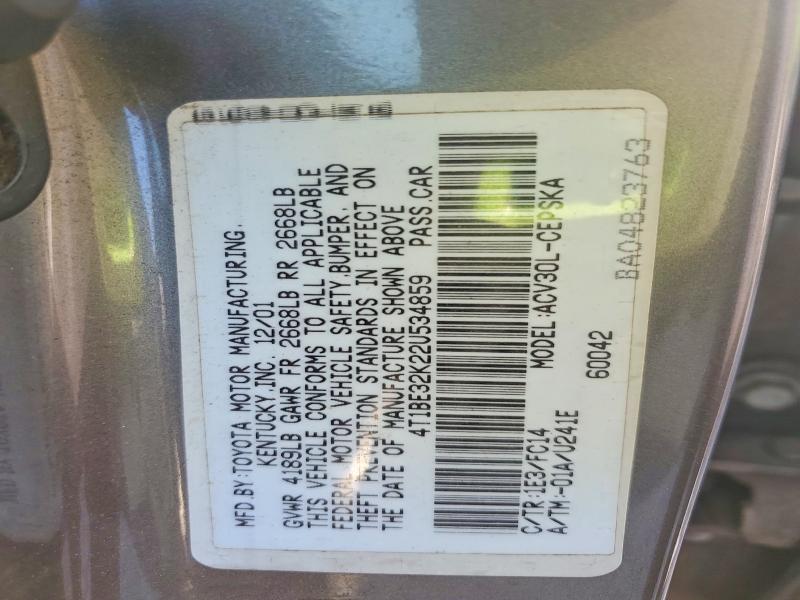 MFD.BY:TOYOTA MOTOR MANUFACTURING,
KENTUCKY,INC. 12/01
GVWR 4189LB GAWR FR 2668LB RR 2668LB
THIS VEHICLE CONFORMS TO ALL APPLICABLE
FEDERAL MOTOR VEHICLE SAFETY,BUMPER, AND
THEFT PREVENTION STANDARDS IN EFFECT ON
THE DATE OF MANUFACTURE SHOWN ABOVE
4T1BE32K22U534859 PASS.CAR
C/TR:1E3/FC14 MODEL:ACV30L-CEPSKA
A/TM:-01A/U241E 60042
BA04823763